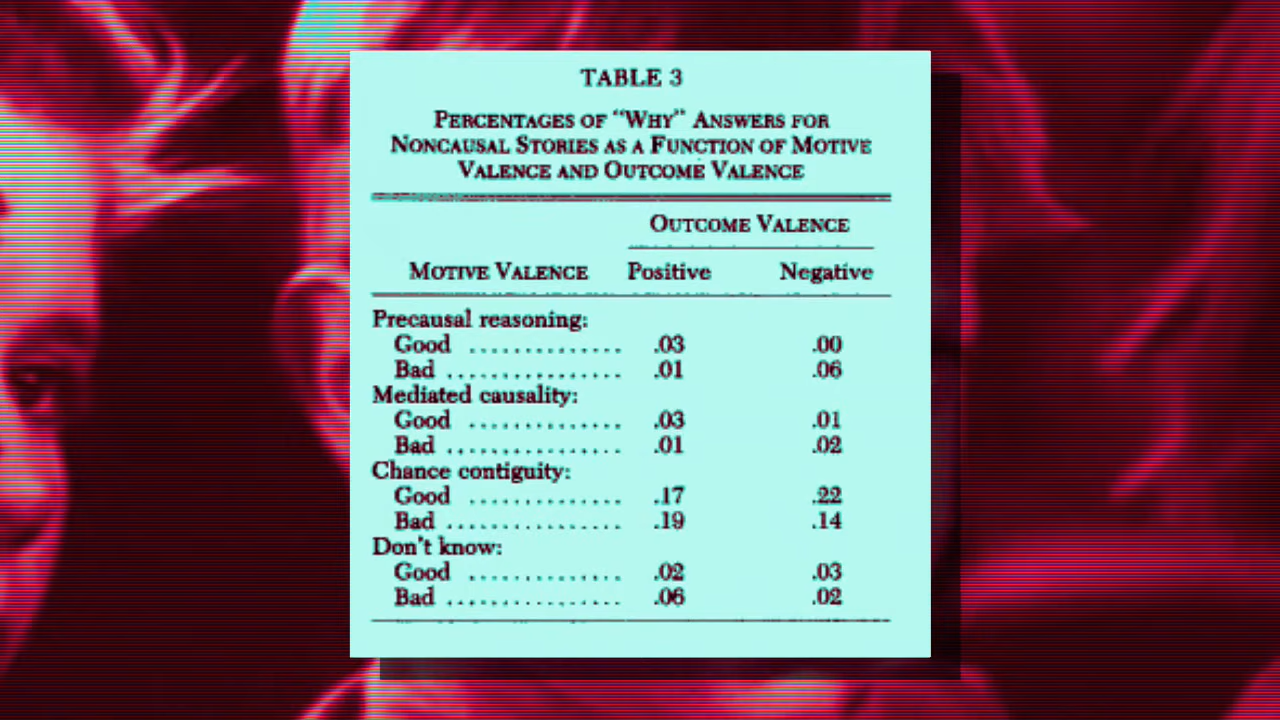 TABLE 3
PERCENTAGES OF “WHY” ANSWERS FOR
NONCAUSAL STORIES AS A FUNCTION OF MOTIVE
VALENCE AND OUTCOME VALENCE
OUTCOME VALENCE
MOTIVE VALENCE Positive Negative
Precausal reasoning:
Good .............. .03 .00
Bad ................ .01 .06
Mediated causality:
Good .............. .03 .01
Bad ................ .01 .02
Chance contiguity:
Good .............. .17 .22
Bad ................ .19 .14
Don't know:
Good .............. .02 .03
Bad ................ .06 .02